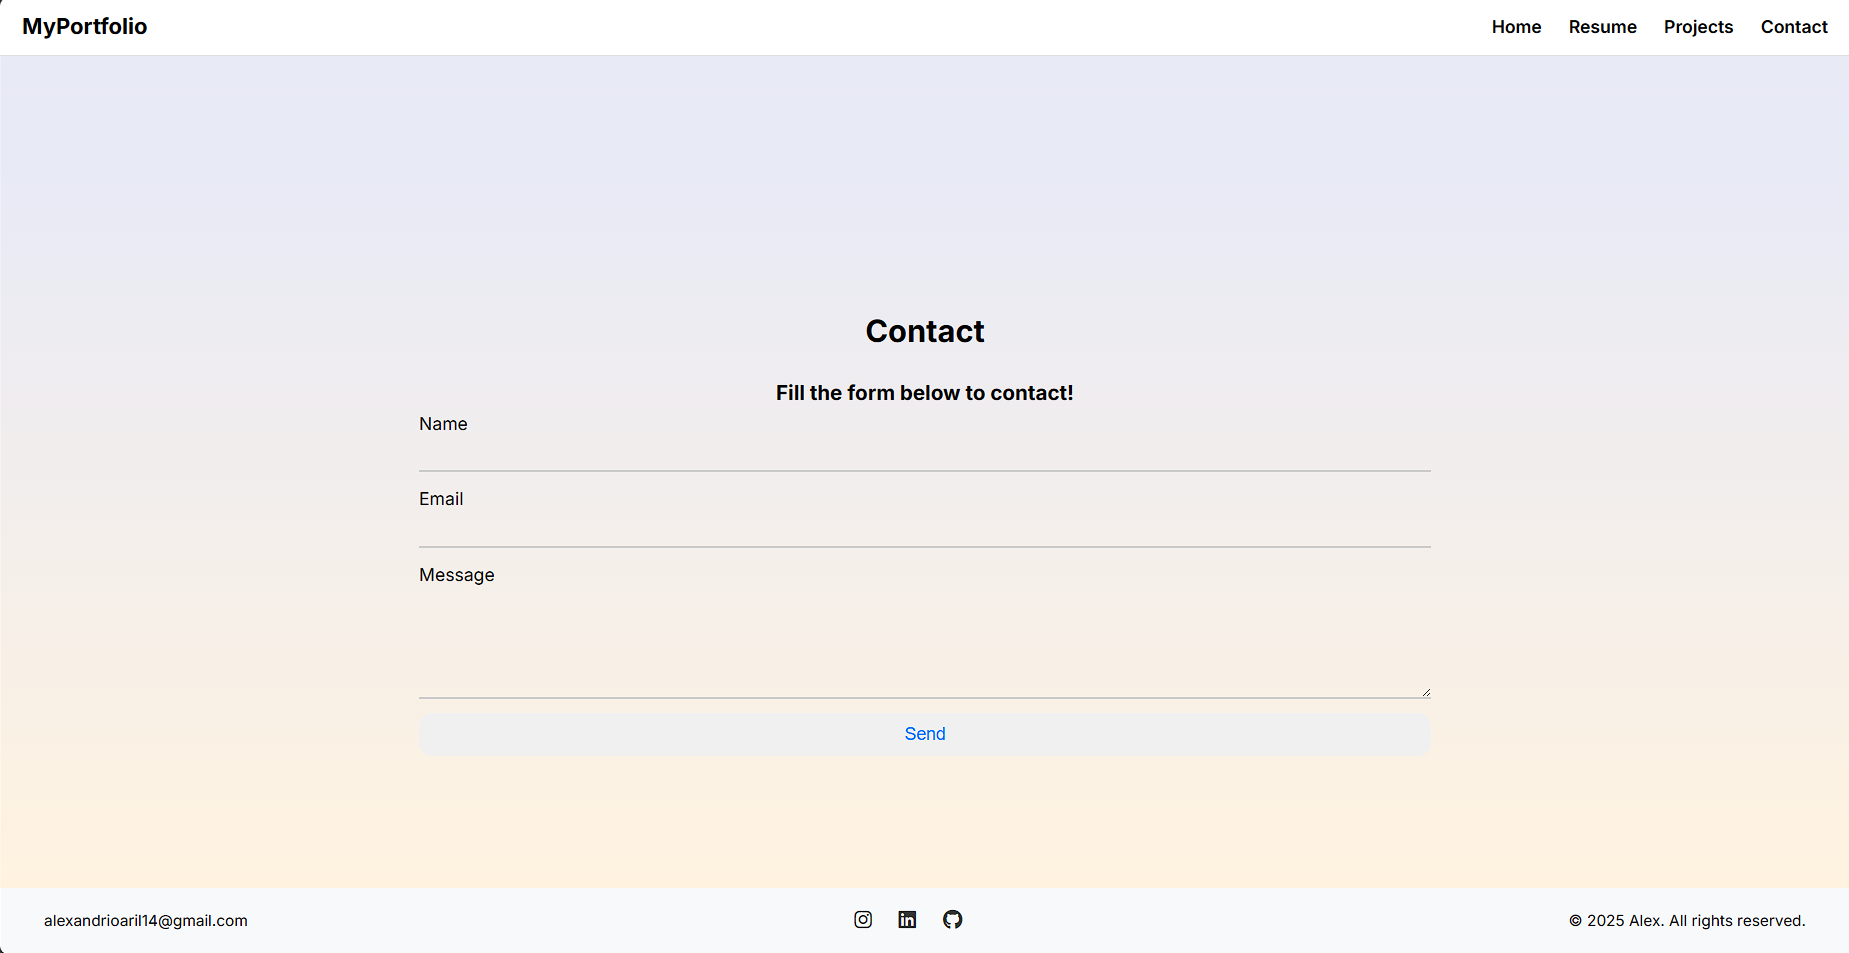 MyPortfolio
Home Resume Projects Contact
Contact
Fill the form below to contact!
Name
Email
Message
Send
alexandrioaril14@gmail.com
© 2025 Alex. All rights reserved.